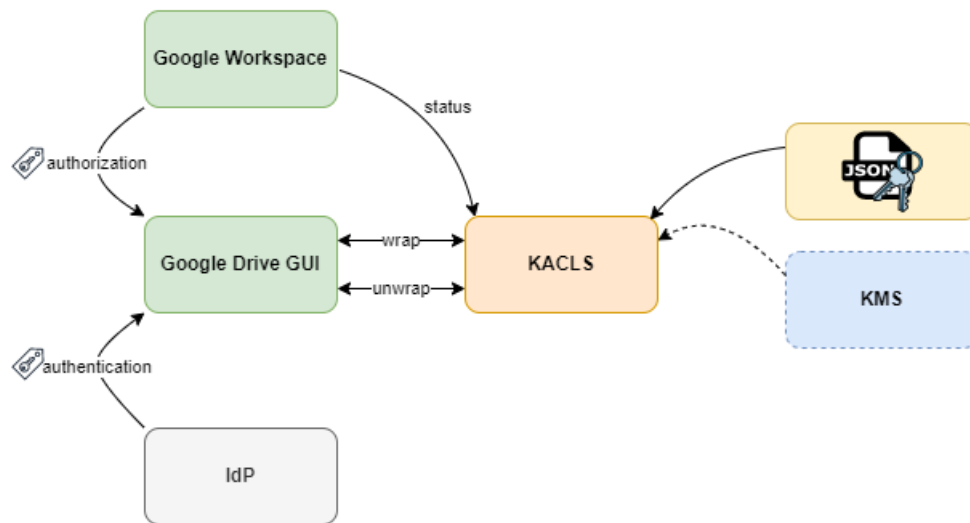 Google Workspace
status
authorization
JSON
Google Drive GUI
wrap
unwrap
KACLS
KMS
authentication
IdP